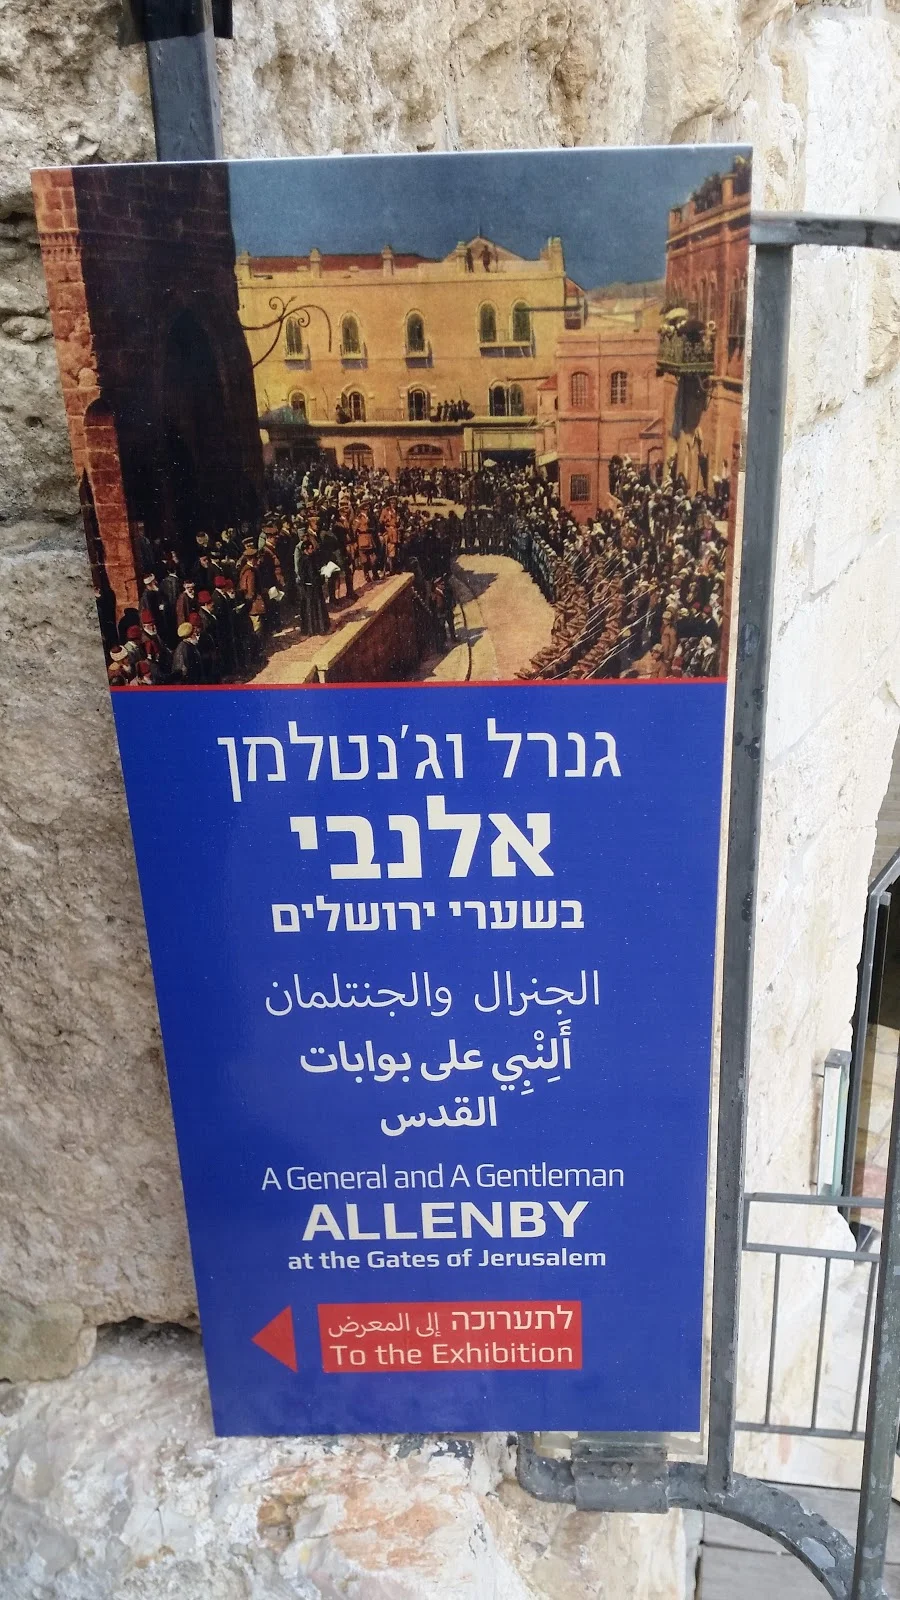 גנרל וג'נטלמן
אלנבי
בשערי ירושלים
الجنرال والجنتلمان
أَلِنْبِي على بوابات
القدس
A General and A Gentleman
ALLENBY
at the Gates of Jerusalem
לתערוכה إلى المعرض
To the Exhibition